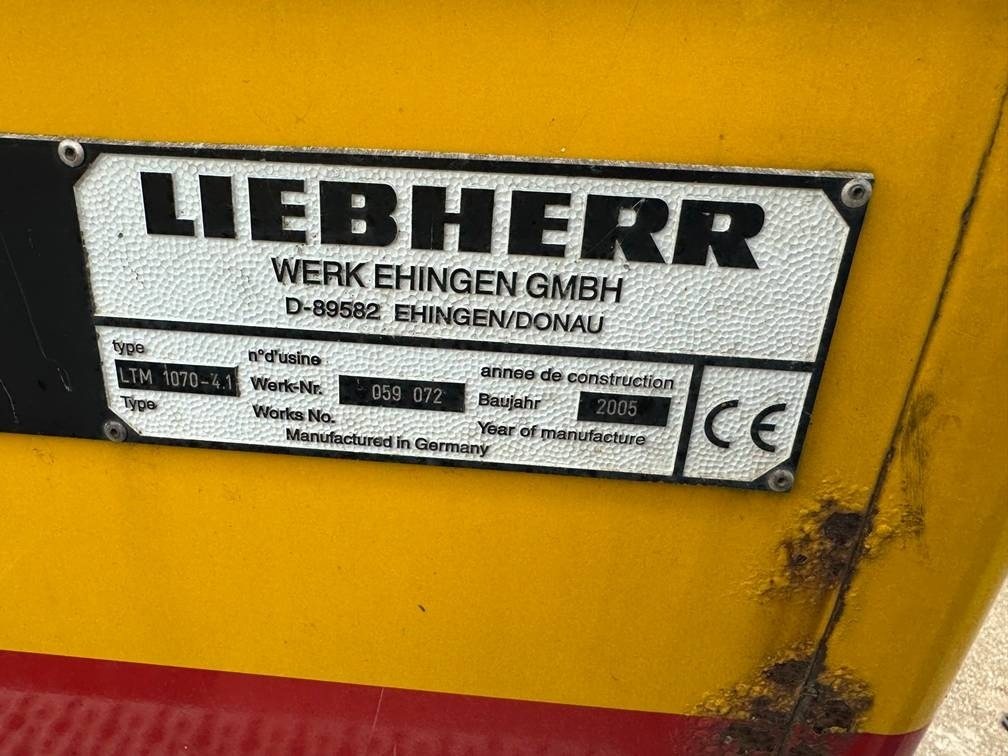 LIEBHERR
WERK EHINGEN GMBH
D-89582 EHINGEN/DONAU
type
LTM 1070-4.1
Type
n°d'usine
Werk-Nr. 059 072
Works No.
annee de construction
Baujahr 2005
Year of manufacture
Manufactured in Germany
CE